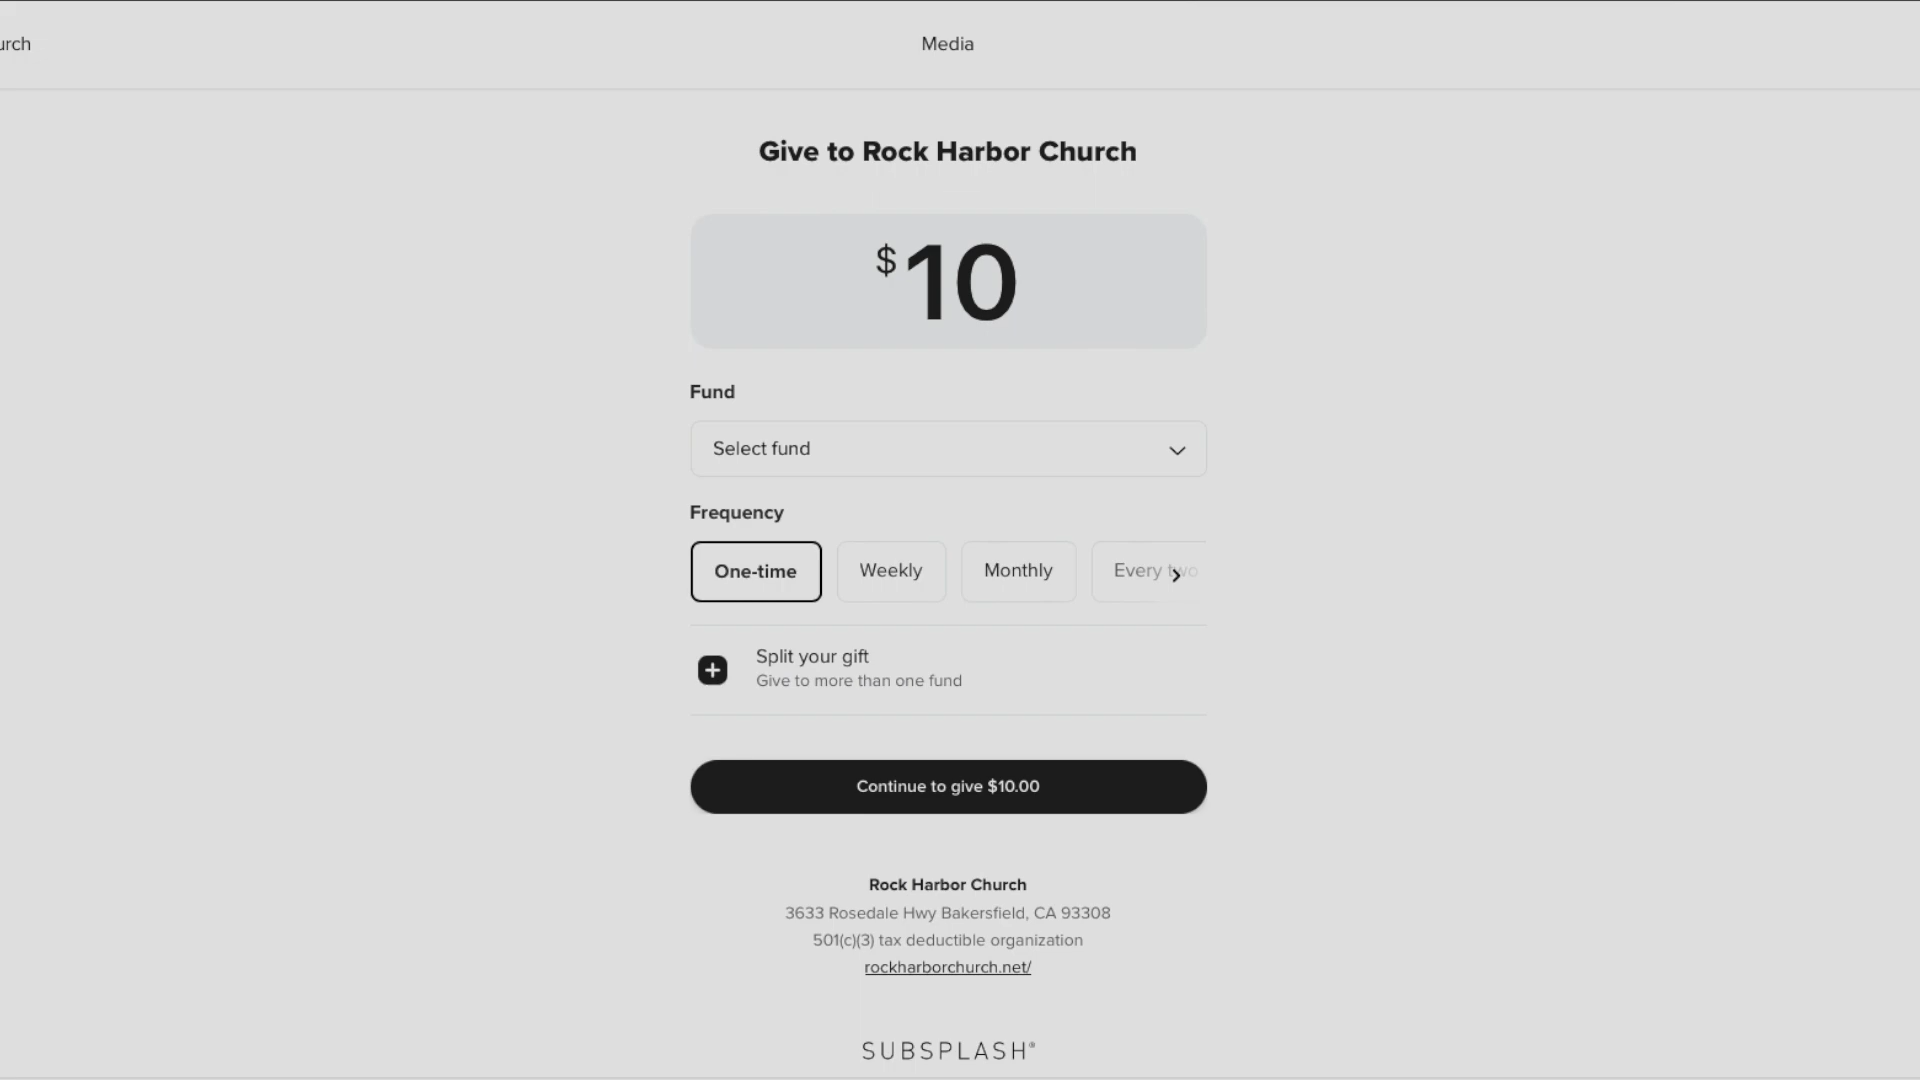 urch
Media
Give to Rock Harbor Church
$10
Fund
Select fund
Frequency
One-time Weekly Monthly Every two
Split your gift
Give to more than one fund
Continue to give $10.00
Rock Harbor Church
3633 Rosedale Hwy Bakersfield, CA 93308
501(c)(3) tax deductible organization
rockharborchurch.net/
SUBSPLASH®